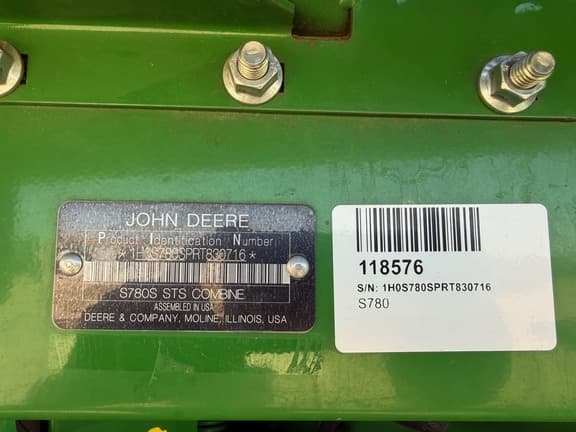 JOHN DEERE
Product Identification Number
*1H0S780SPRT830716*
S780S STS COMBINE
ASSEMBLED IN USA
DEERE & COMPANY, MOLINE, ILLINOIS, USA
118576
S/N: 1H0S780SPRT830716
S780